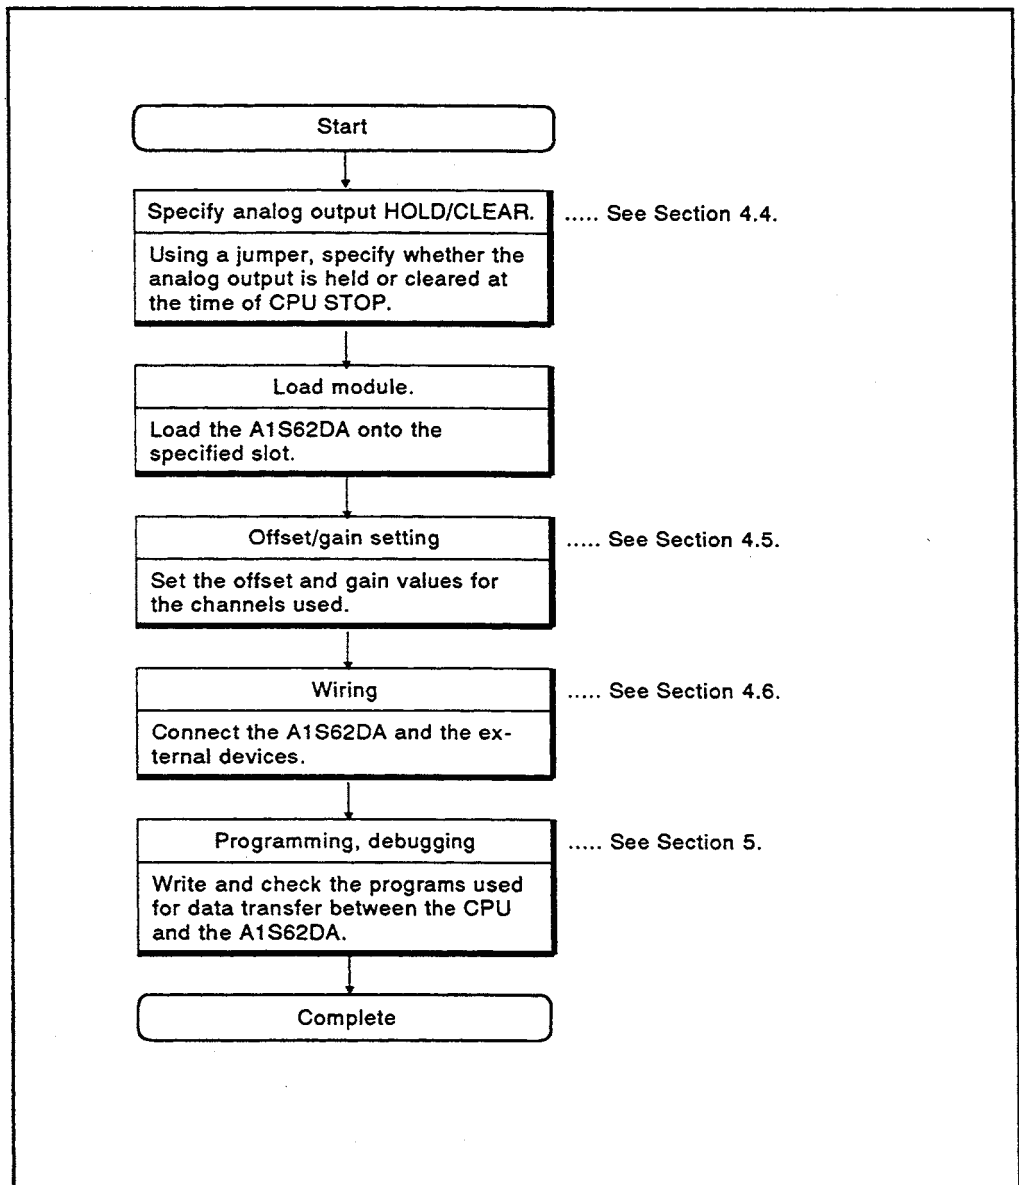 Start
Specify analog output HOLD/CLEAR. ..... See Section 4.4.
Using a jumper, specify whether the
analog output is held or cleared at
the time of CPU STOP.
Load module.
Load the A1S62DA onto the
specified slot.
Offset/gain setting ..... See Section 4.5.
Set the offset and gain values for
the channels used.
Wiring ..... See Section 4.6.
Connect the A1S62DA and the ex-
ternal devices.
Programming, debugging ..... See Section 5.
Write and check the programs used
for data transfer between the CPU
and the A1S62DA.
Complete